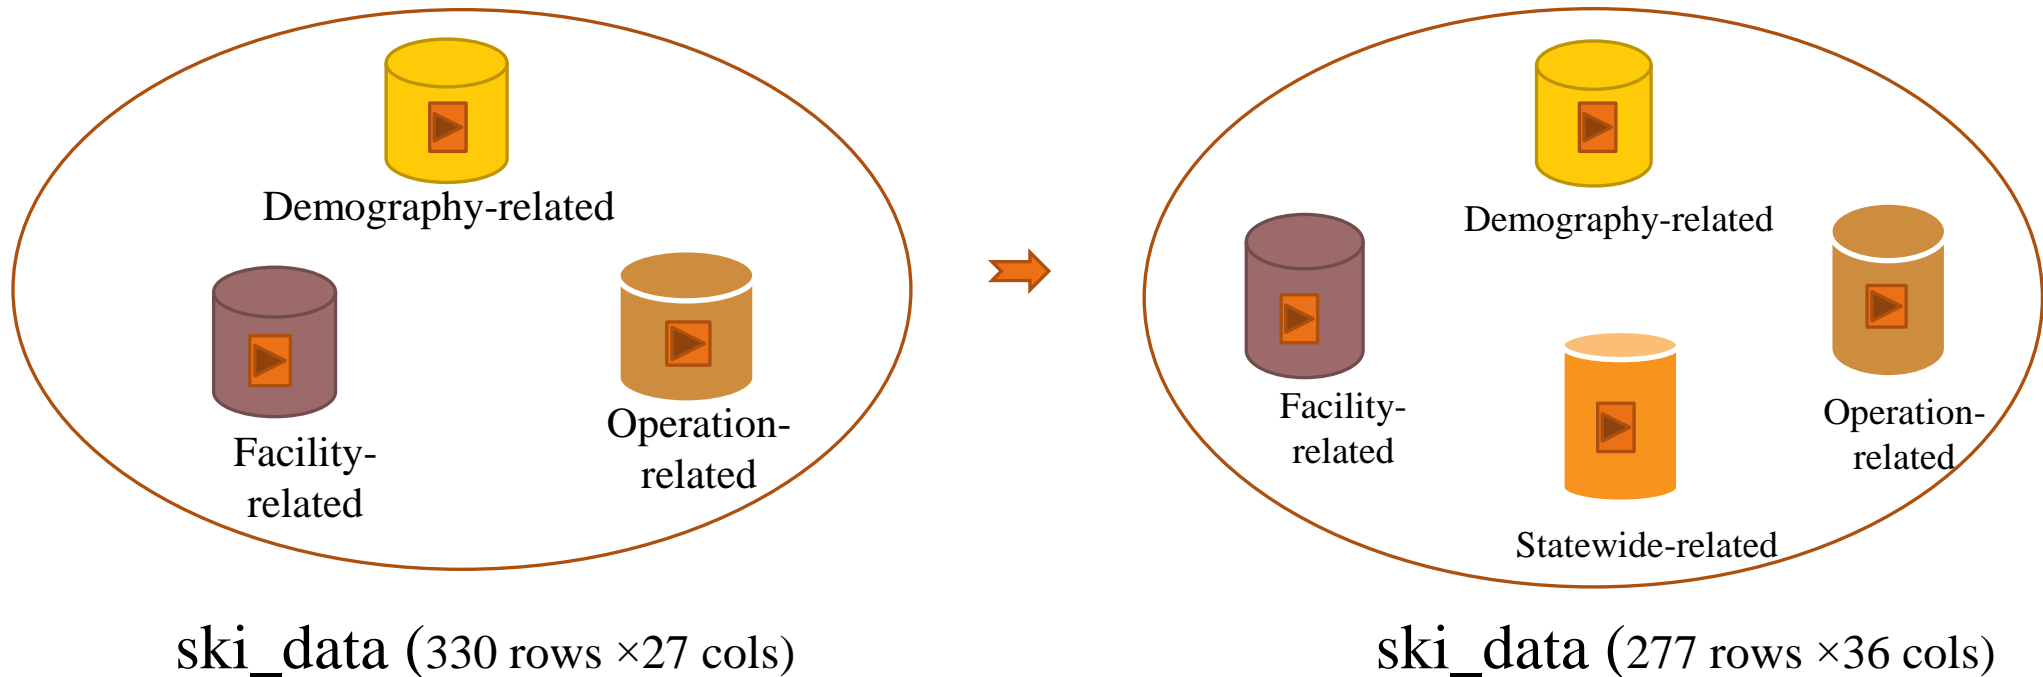 Demography-related
Facility-
related
Operation-
related
ski_data (330 rows ×27 cols)
Demography-related
Facility-
related
Operation-
related
Statewide-related
ski_data (277 rows ×36 cols)